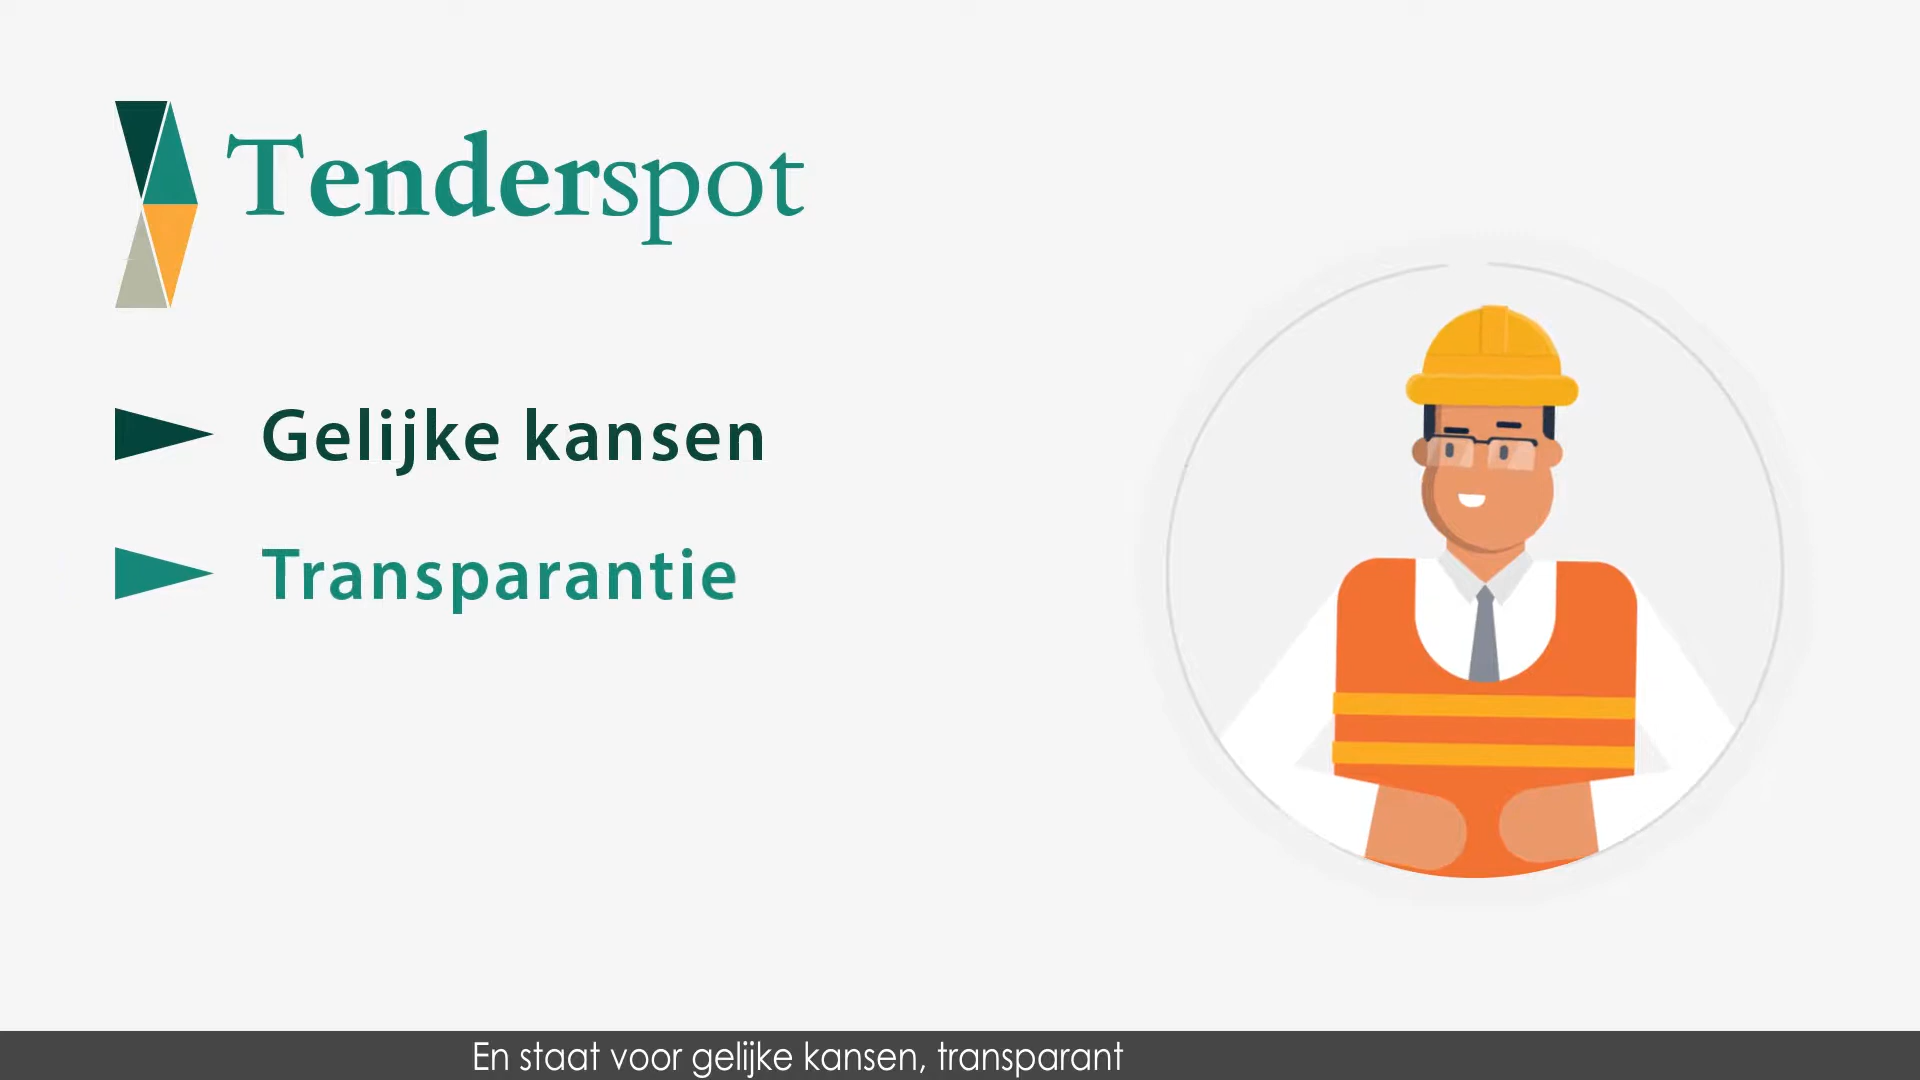 Tenderspot
Gelijke kansen
Transparantie
En staat voor gelijke kansen, transparant